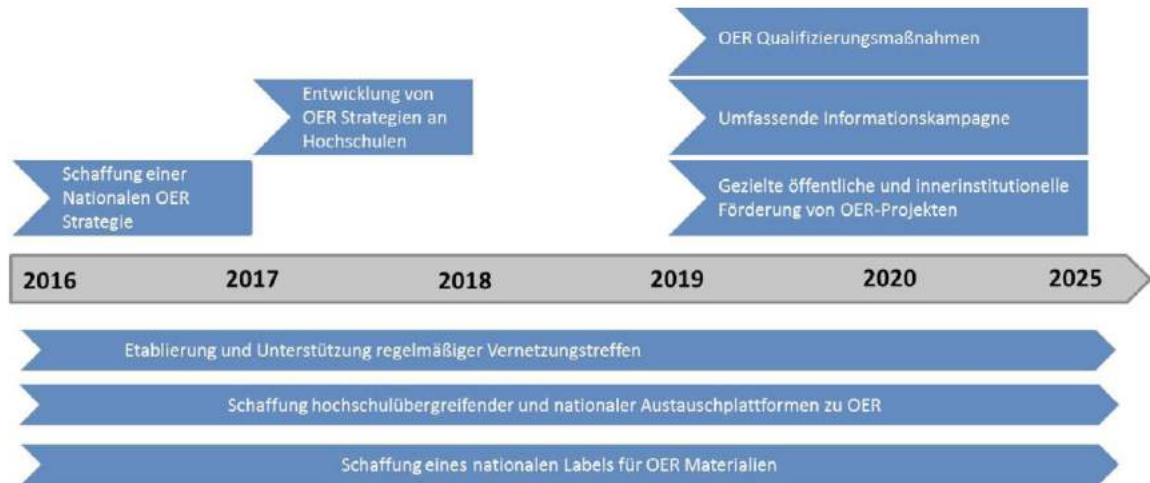 OER Qualifizierungsmaßnahmen
Entwicklung von
OER Strategien an
Hochschulen
Umfassende Informationskampagne
Schaffung einer
Nationalen OER
Strategie
Gezielte öffentliche und innerinstitutionelle
Förderung von OER-Projekten
2016 2017 2018 2019 2020 2025
Etablierung und Unterstützung regelmäßiger Vernetzungstreffen
Schaffung hochschulübergreifender und nationaler Austauschplattformen zu OER
Schaffung eines nationalen Labels für OER Materialien